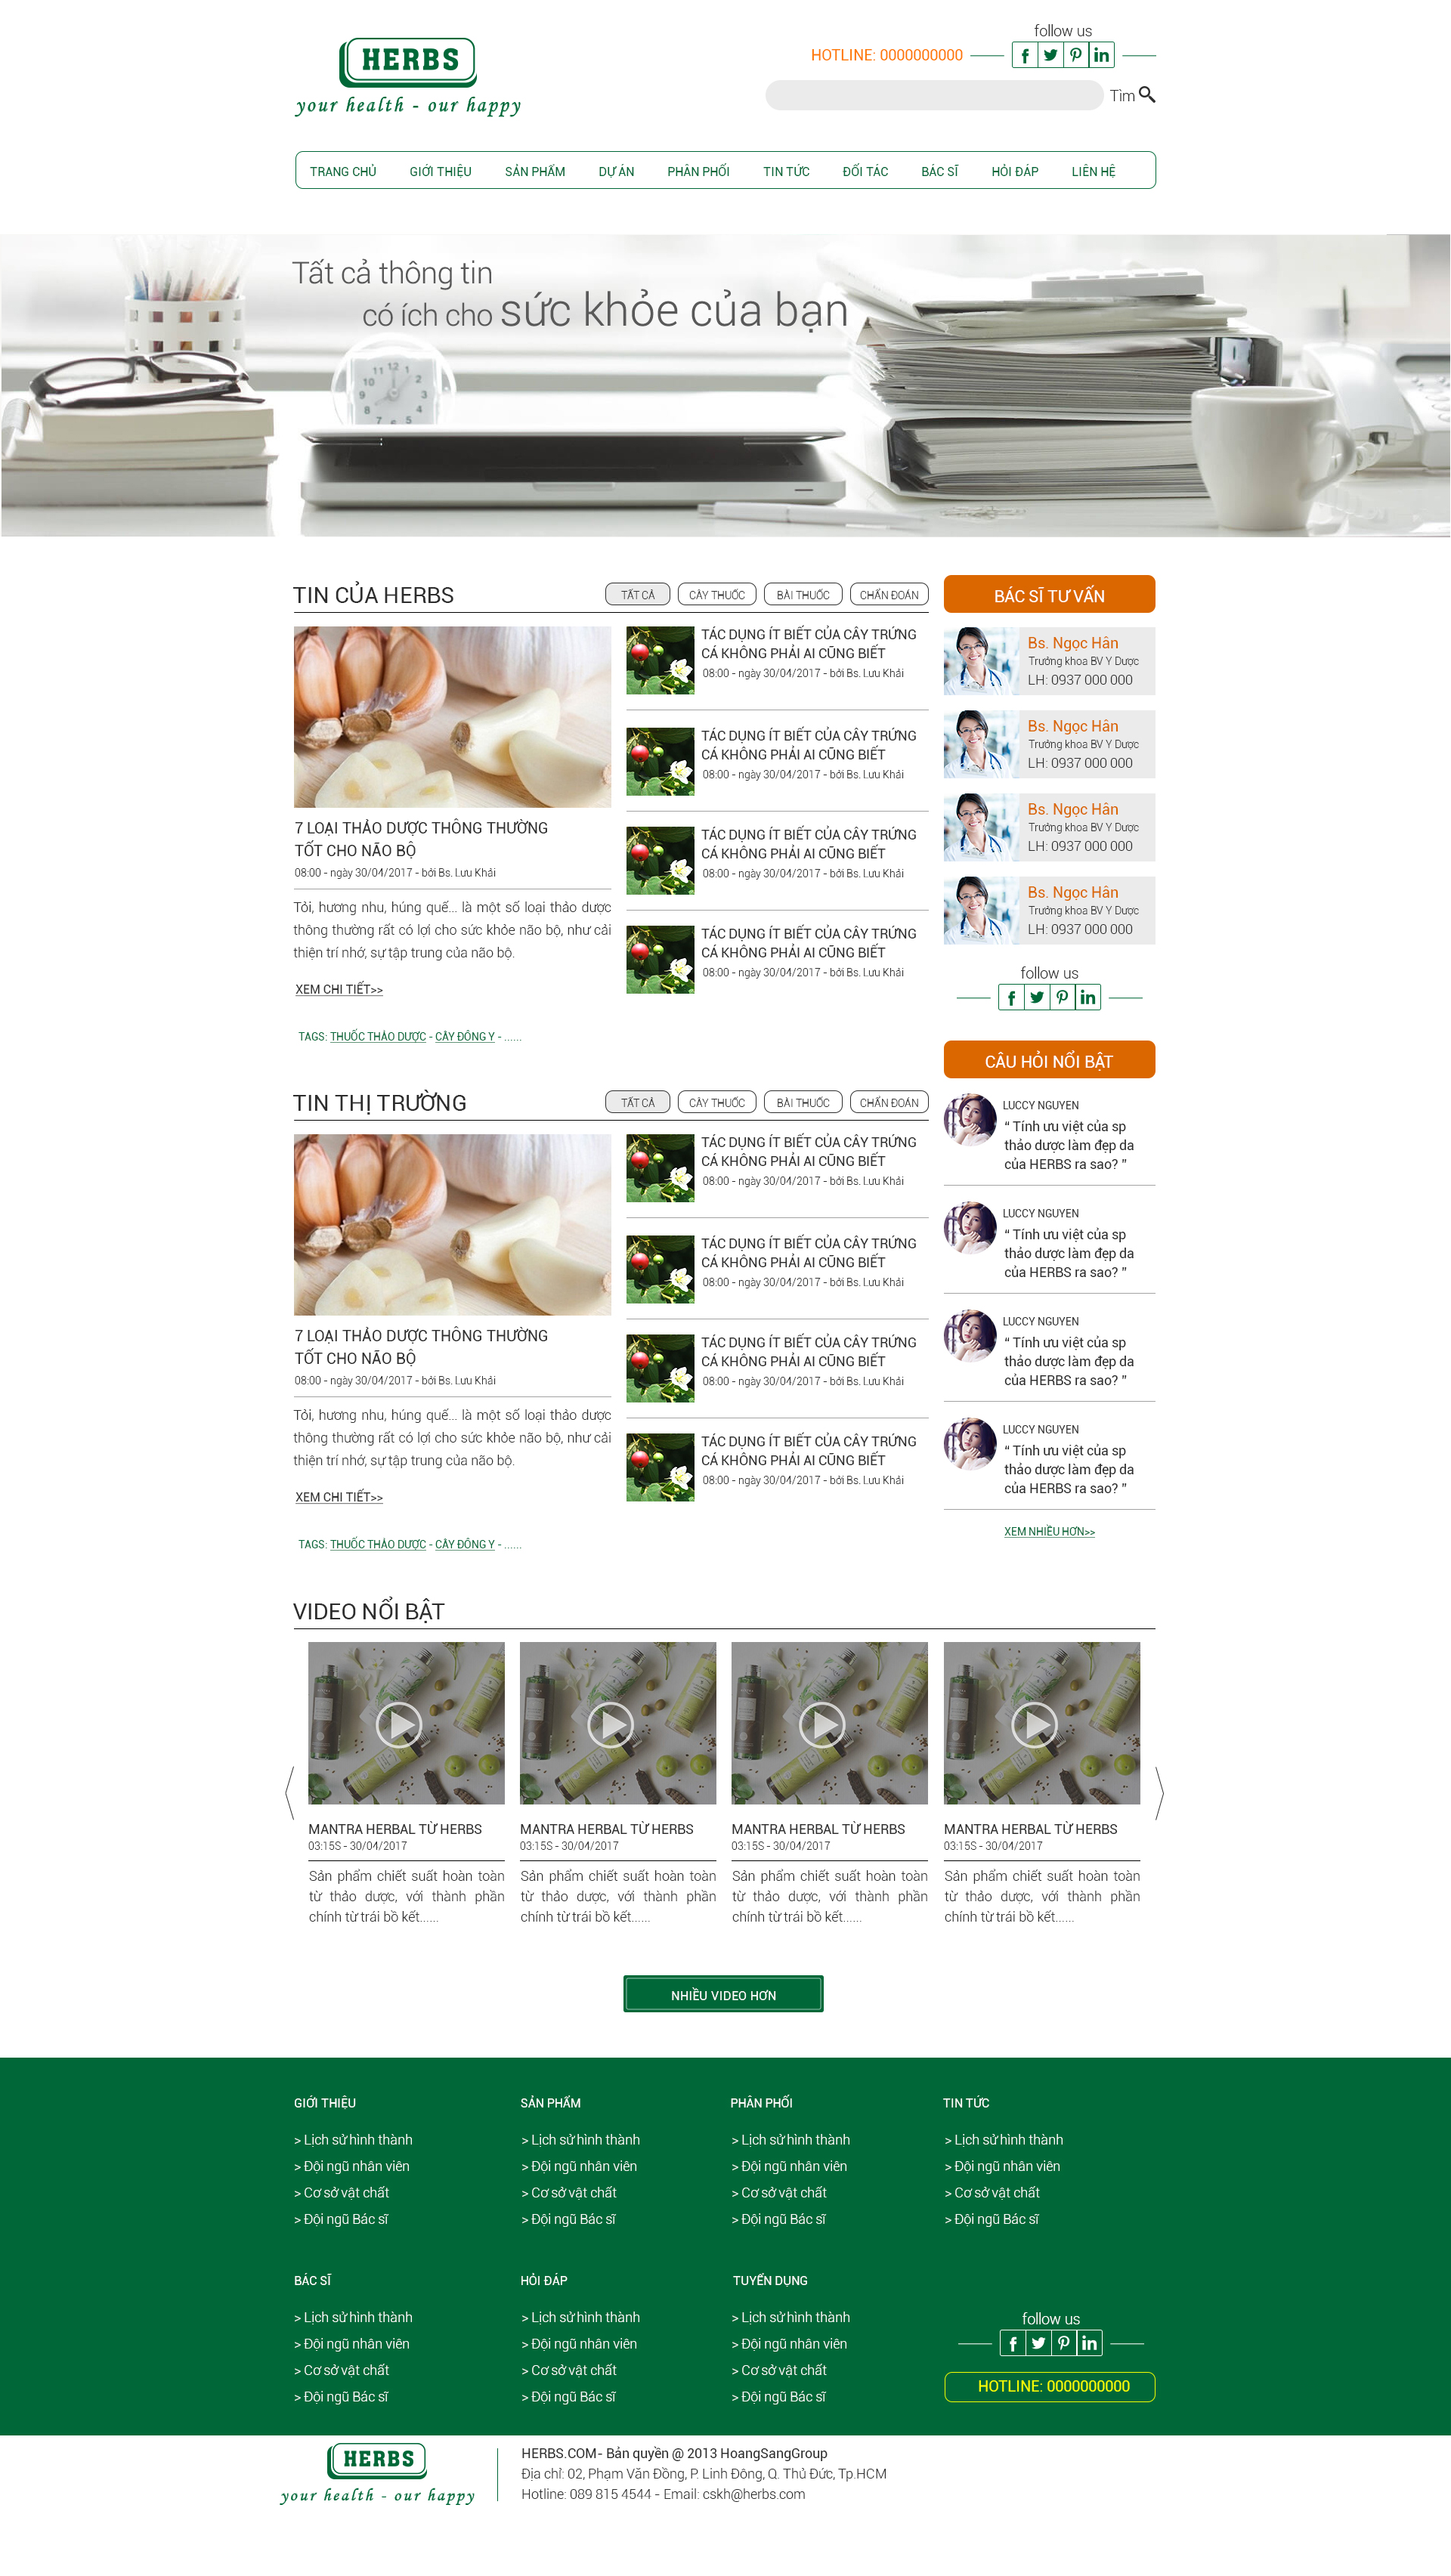 HERBS
your health - our happy
follow us
HOTLINE: 0000000000
Tìm
TRANG CHỦ GIỚI THIỆU SẢN PHẨM DỰ ÁN PHÂN PHỐI TIN TỨC ĐỐI TÁC BÁC SĨ HỎI ĐÁP LIÊN HỆ
Tất cả thông tin
có ích cho sức khỏe của bạn
TIN CỦA HERBS
TẤT CẢ CÂY THUỐC BÀI THUỐC CHẨN ĐOÁN
7 LOẠI THẢO DƯỢC THÔNG THƯỜNG
TỐT CHO NÃO BỘ
08:00 - ngày 30/04/2017 - bởi Bs. Lưu Khải
Tỏi, hương nhu, húng quế... là một số loại thảo dược
thông thường rất có lợi cho sức khỏe não bộ, như cải
thiện trí nhớ, sự tập trung của não bộ.
XEM CHI TIẾT>>
TAGS: THUỐC THẢO DƯỢC - CÂY ĐÔNG Y - ......
TÁC DỤNG ÍT BIẾT CỦA CÂY TRỨNG
CÁ KHÔNG PHẢI AI CŨNG BIẾT
08:00 - ngày 30/04/2017 - bởi Bs. Lưu Khải
TÁC DỤNG ÍT BIẾT CỦA CÂY TRỨNG
CÁ KHÔNG PHẢI AI CŨNG BIẾT
08:00 - ngày 30/04/2017 - bởi Bs. Lưu Khải
TÁC DỤNG ÍT BIẾT CỦA CÂY TRỨNG
CÁ KHÔNG PHẢI AI CŨNG BIẾT
08:00 - ngày 30/04/2017 - bởi Bs. Lưu Khải
TÁC DỤNG ÍT BIẾT CỦA CÂY TRỨNG
CÁ KHÔNG PHẢI AI CŨNG BIẾT
08:00 - ngày 30/04/2017 - bởi Bs. Lưu Khải
BÁC SĨ TƯ VẤN
Bs. Ngọc Hân
Trưởng khoa BV Y Dược
LH: 0937 000 000
Bs. Ngọc Hân
Trưởng khoa BV Y Dược
LH: 0937 000 000
Bs. Ngọc Hân
Trưởng khoa BV Y Dược
LH: 0937 000 000
Bs. Ngọc Hân
Trưởng khoa BV Y Dược
LH: 0937 000 000
follow us
TIN THỊ TRƯỜNG
TẤT CẢ CÂY THUỐC BÀI THUỐC CHẨN ĐOÁN
7 LOẠI THẢO DƯỢC THÔNG THƯỜNG
TỐT CHO NÃO BỘ
08:00 - ngày 30/04/2017 - bởi Bs. Lưu Khải
Tỏi, hương nhu, húng quế... là một số loại thảo dược
thông thường rất có lợi cho sức khỏe não bộ, như cải
thiện trí nhớ, sự tập trung của não bộ.
XEM CHI TIẾT>>
TAGS: THUỐC THẢO DƯỢC - CÂY ĐÔNG Y - ......
TÁC DỤNG ÍT BIẾT CỦA CÂY TRỨNG
CÁ KHÔNG PHẢI AI CŨNG BIẾT
08:00 - ngày 30/04/2017 - bởi Bs. Lưu Khải
TÁC DỤNG ÍT BIẾT CỦA CÂY TRỨNG
CÁ KHÔNG PHẢI AI CŨNG BIẾT
08:00 - ngày 30/04/2017 - bởi Bs. Lưu Khải
TÁC DỤNG ÍT BIẾT CỦA CÂY TRỨNG
CÁ KHÔNG PHẢI AI CŨNG BIẾT
08:00 - ngày 30/04/2017 - bởi Bs. Lưu Khải
TÁC DỤNG ÍT BIẾT CỦA CÂY TRỨNG
CÁ KHÔNG PHẢI AI CŨNG BIẾT
08:00 - ngày 30/04/2017 - bởi Bs. Lưu Khải
CÂU HỎI NỔI BẬT
LUCCY NGUYEN
“ Tính ưu việt của sp
thảo dược làm đẹp da
của HERBS ra sao? ”
LUCCY NGUYEN
“ Tính ưu việt của sp
thảo dược làm đẹp da
của HERBS ra sao? ”
LUCCY NGUYEN
“ Tính ưu việt của sp
thảo dược làm đẹp da
của HERBS ra sao? ”
LUCCY NGUYEN
“ Tính ưu việt của sp
thảo dược làm đẹp da
của HERBS ra sao? ”
XEM NHIỀU HƠN>>
VIDEO NỔI BẬT
MANTRA HERBAL TỪ HERBS
03:15S - 30/04/2017
Sản phẩm chiết suất hoàn toàn
từ thảo dược, với thành phần
chính từ trái bồ kết......
MANTRA HERBAL TỪ HERBS
03:15S - 30/04/2017
Sản phẩm chiết suất hoàn toàn
từ thảo dược, với thành phần
chính từ trái bồ kết......
MANTRA HERBAL TỪ HERBS
03:15S - 30/04/2017
Sản phẩm chiết suất hoàn toàn
từ thảo dược, với thành phần
chính từ trái bồ kết......
MANTRA HERBAL TỪ HERBS
03:15S - 30/04/2017
Sản phẩm chiết suất hoàn toàn
từ thảo dược, với thành phần
chính từ trái bồ kết......
NHIỀU VIDEO HƠN
GIỚI THIỆU
> Lịch sử hình thành
> Đội ngũ nhân viên
> Cơ sở vật chất
> Đội ngũ Bác sĩ
SẢN PHẨM
> Lịch sử hình thành
> Đội ngũ nhân viên
> Cơ sở vật chất
> Đội ngũ Bác sĩ
PHÂN PHỐI
> Lịch sử hình thành
> Đội ngũ nhân viên
> Cơ sở vật chất
> Đội ngũ Bác sĩ
TIN TỨC
> Lịch sử hình thành
> Đội ngũ nhân viên
> Cơ sở vật chất
> Đội ngũ Bác sĩ
BÁC SĨ
> Lịch sử hình thành
> Đội ngũ nhân viên
> Cơ sở vật chất
> Đội ngũ Bác sĩ
HỎI ĐÁP
> Lịch sử hình thành
> Đội ngũ nhân viên
> Cơ sở vật chất
> Đội ngũ Bác sĩ
TUYỂN DỤNG
> Lịch sử hình thành
> Đội ngũ nhân viên
> Cơ sở vật chất
> Đội ngũ Bác sĩ
follow us
HOTLINE: 0000000000
HERBS
your health - our happy
HERBS.COM- Bản quyền @ 2013 HoangSangGroup
Địa chỉ: 02, Phạm Văn Đồng, P. Linh Đông, Q. Thủ Đức, Tp.HCM
Hotline: 089 815 4544 - Email: cskh@herbs.com